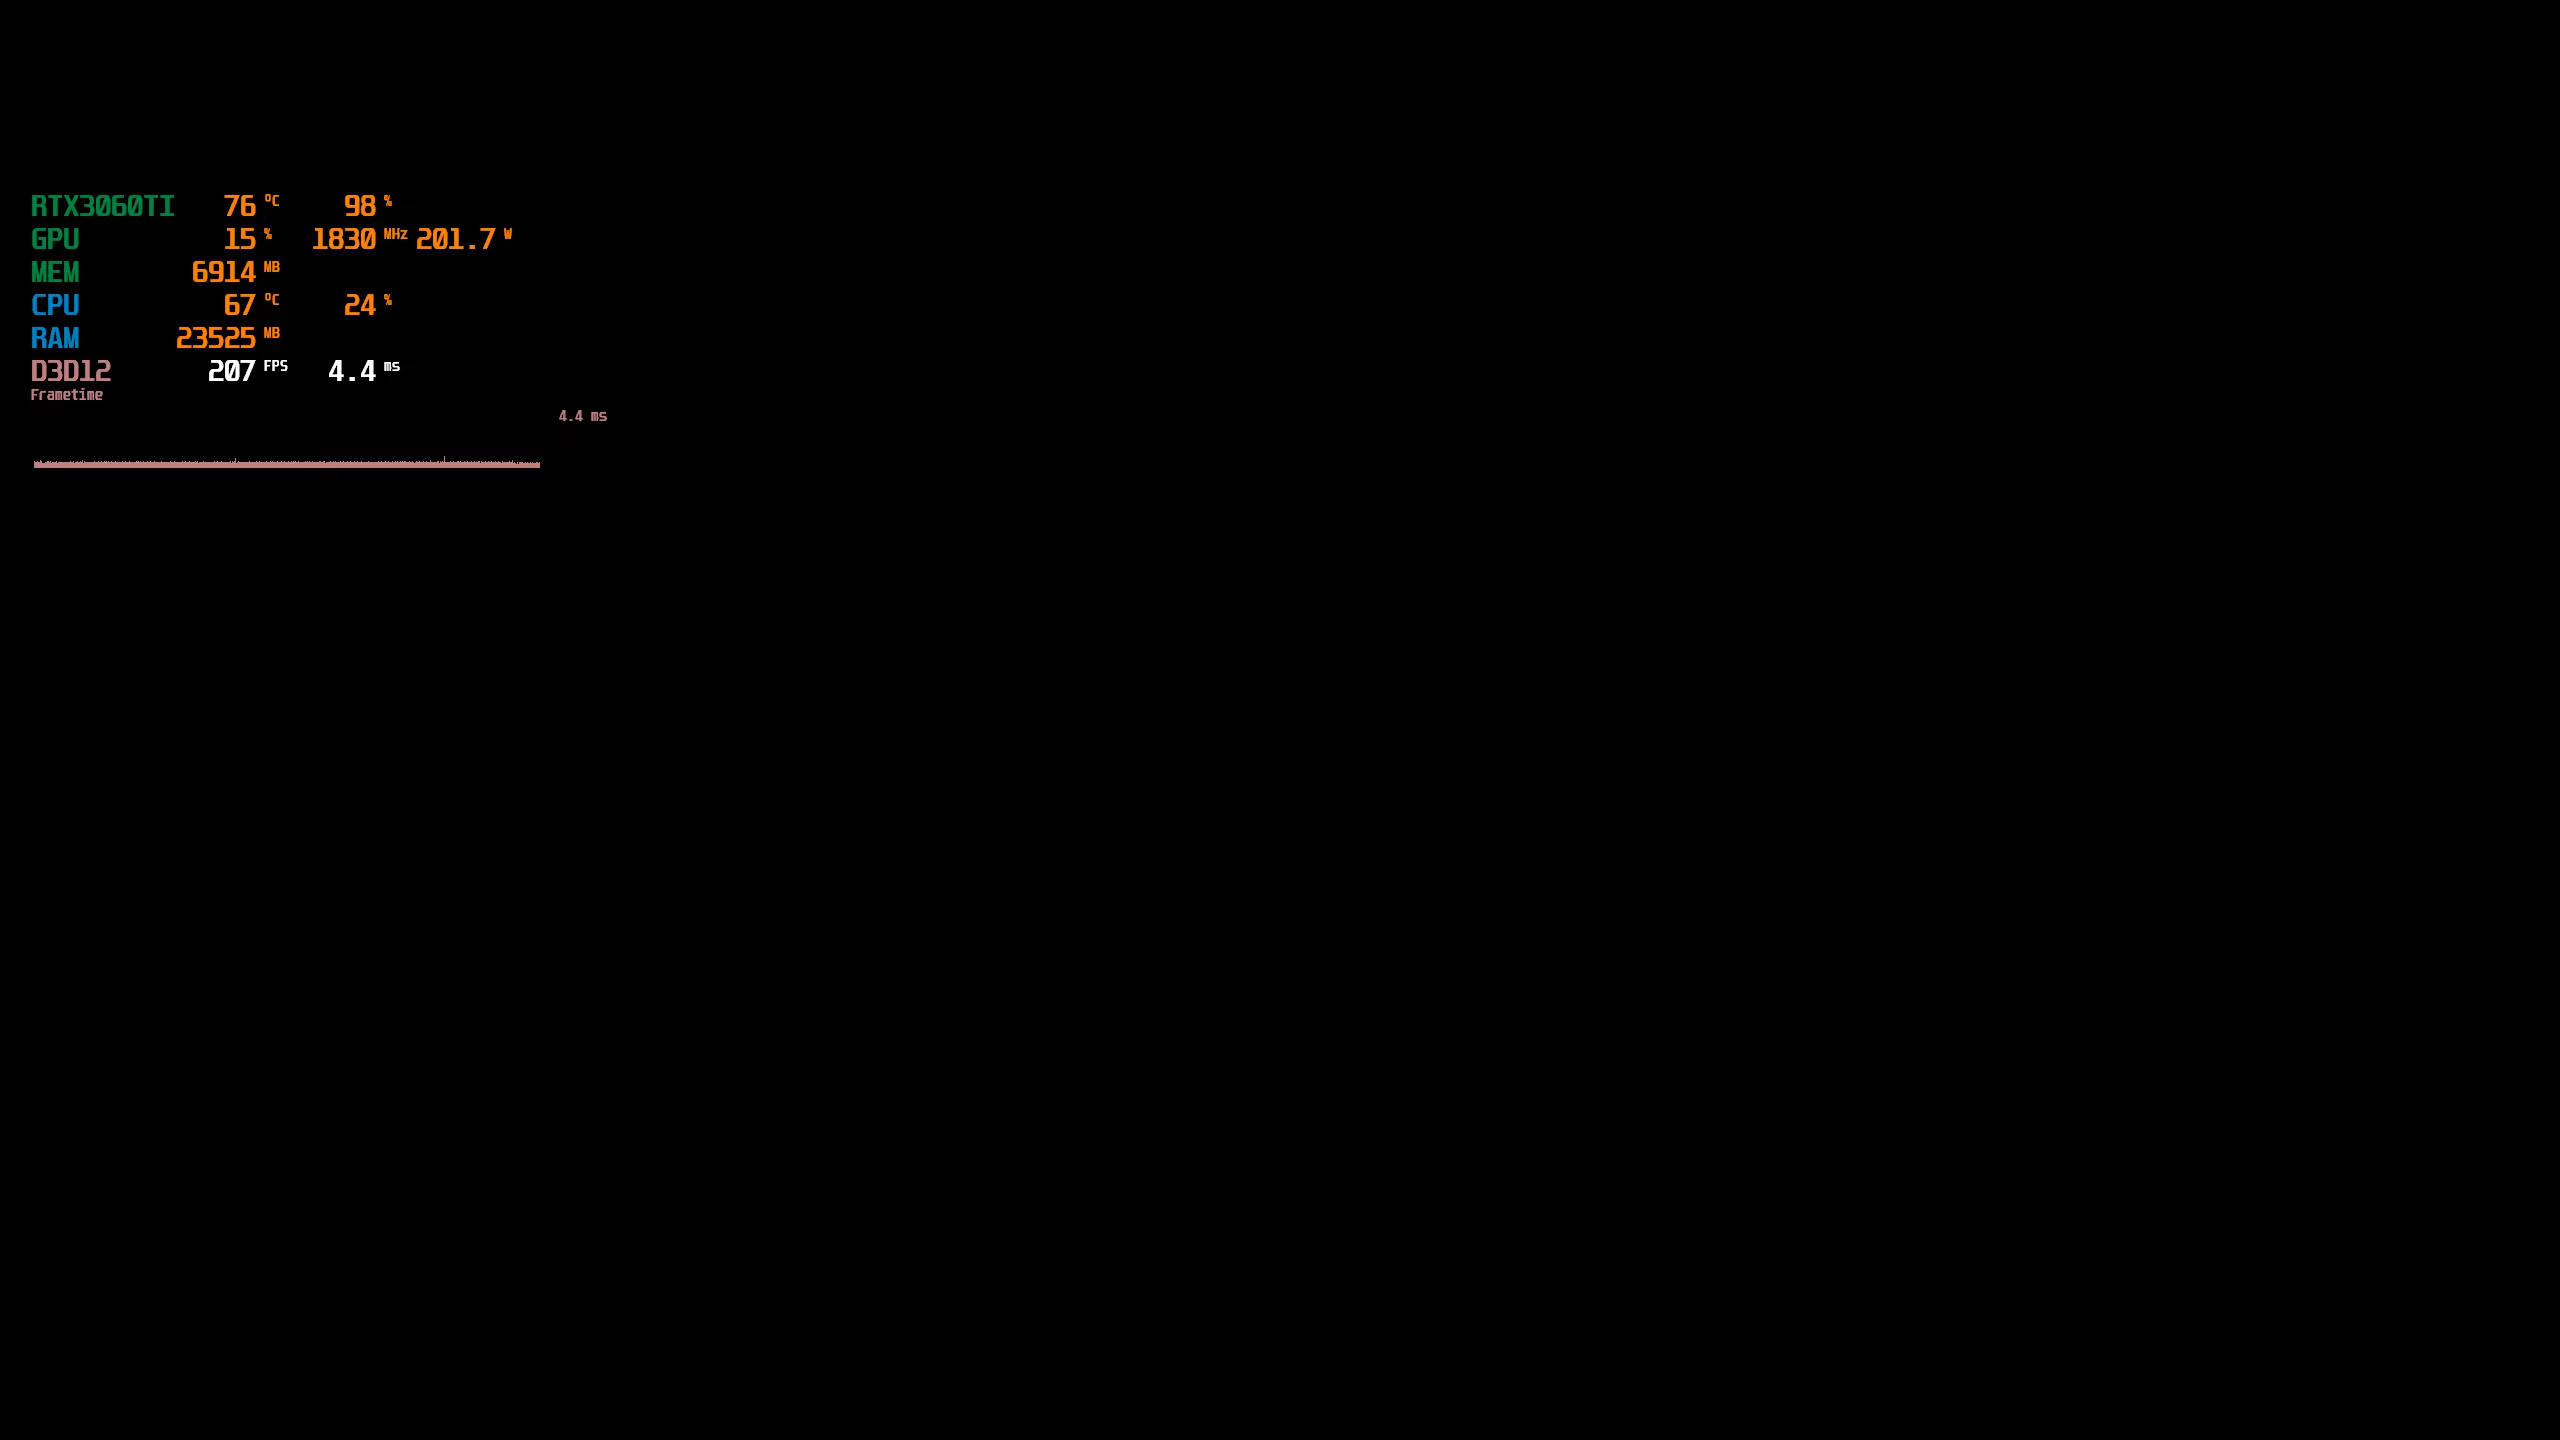 RTX3060TI 76 °C 98 %
GPU 15 % 1830 MHz 201.7 W
MEM 6914 MB
CPU 67 °C 24 %
RAM 23525 MB
D3D12 207 FPS 4.4 ms
Frametime
4.4 ms